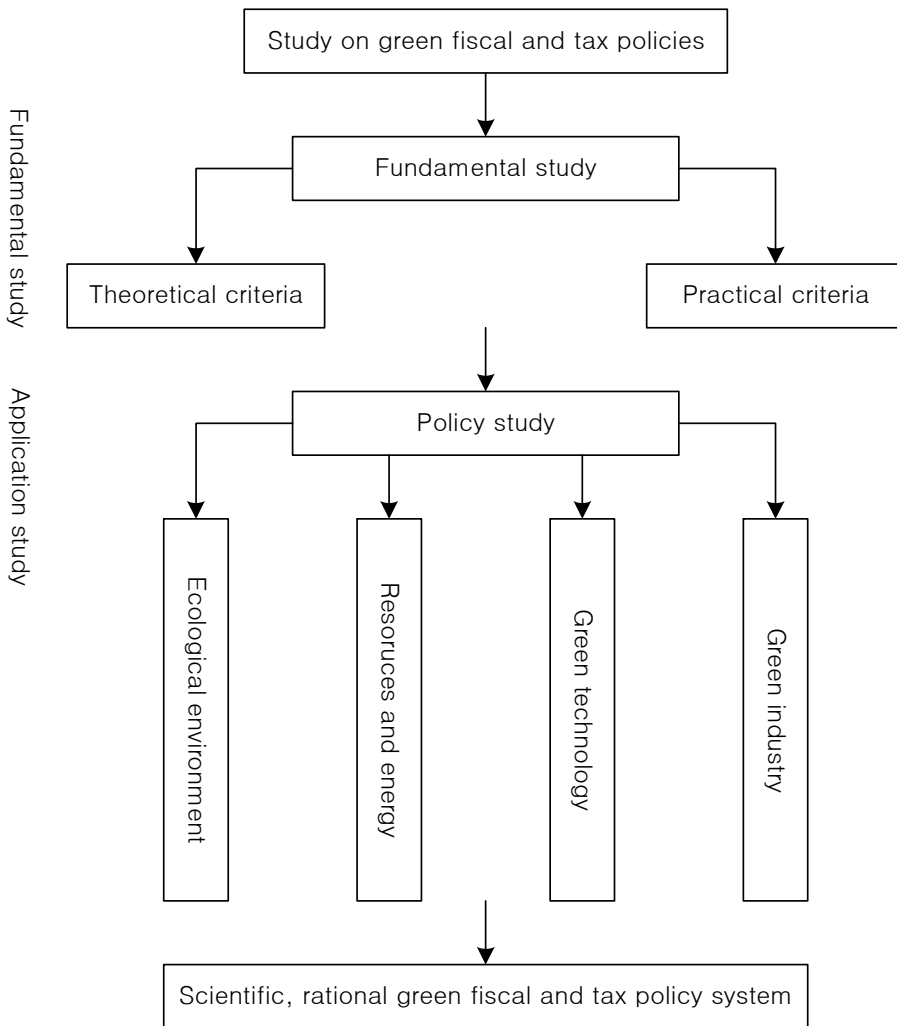 Study on green fiscal and tax policies
Fundamental study
Fundamental study
Theoretical criteria
Practical criteria
Application study
Policy study
Ecological environment
Resoruces and energy
Green technology
Green industry
Scientific, rational green fiscal and tax policy system